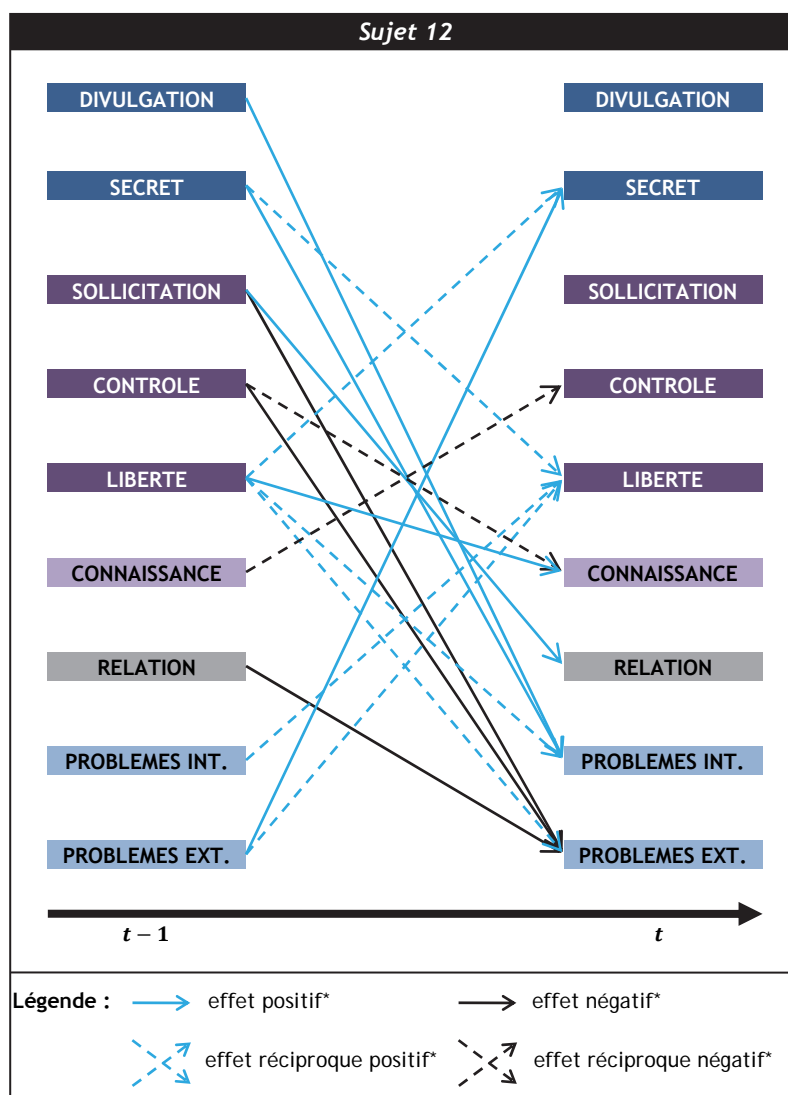 Sujet 12
DIVULGATION DIVULGATION
SECRET SECRET
SOLLICITATION SOLLICITATION
CONTROLE CONTROLE
LIBERTE LIBERTE
CONNAISSANCE CONNAISSANCE
RELATION RELATION
PROBLEMES INT. PROBLEMES INT.
PROBLEMES EXT. PROBLEMES EXT.
t – 1 t
Légende : effet positif* effet négatif*
effet réciproque positif* effet réciproque négatif*